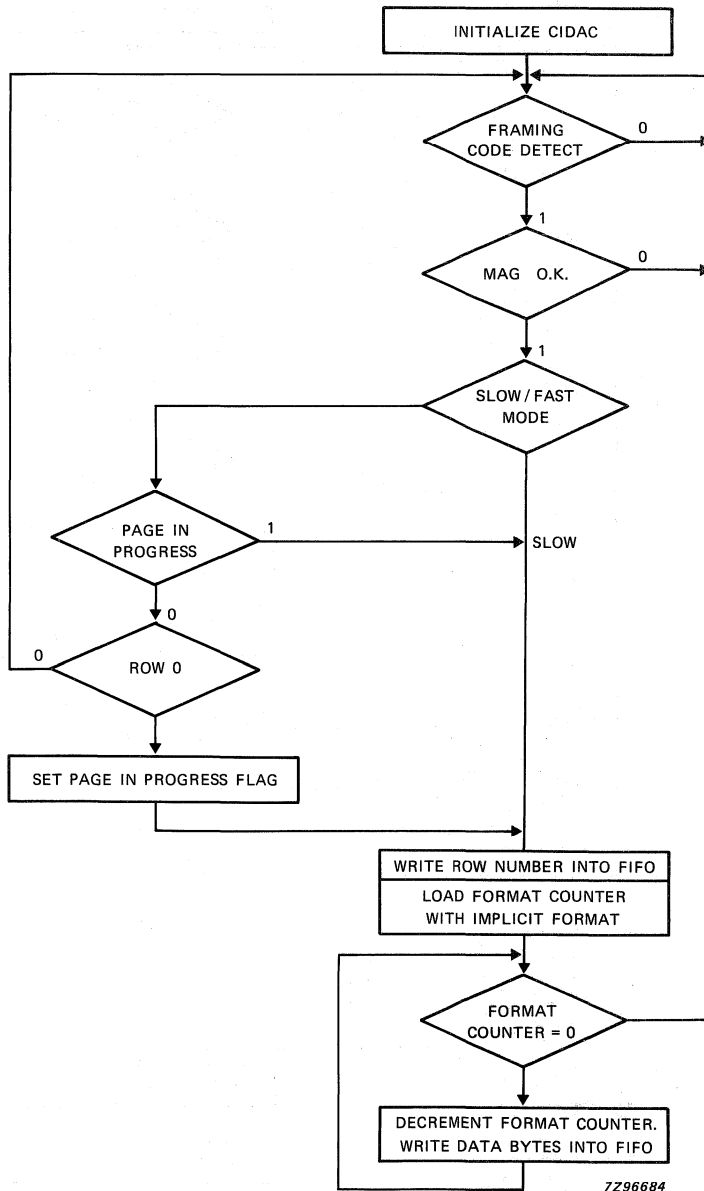 INITIALIZE CIDAC
FRAMING
CODE DETECT
0
1
MAG O.K.
0
1
SLOW / FAST
MODE
PAGE IN
PROGRESS
1
SLOW
0
0
ROW 0
SET PAGE IN PROGRESS FLAG
WRITE ROW NUMBER INTO FIFO
LOAD FORMAT COUNTER
WITH IMPLICIT FORMAT
FORMAT
COUNTER = 0
DECREMENT FORMAT COUNTER.
WRITE DATA BYTES INTO FIFO
7Z96684